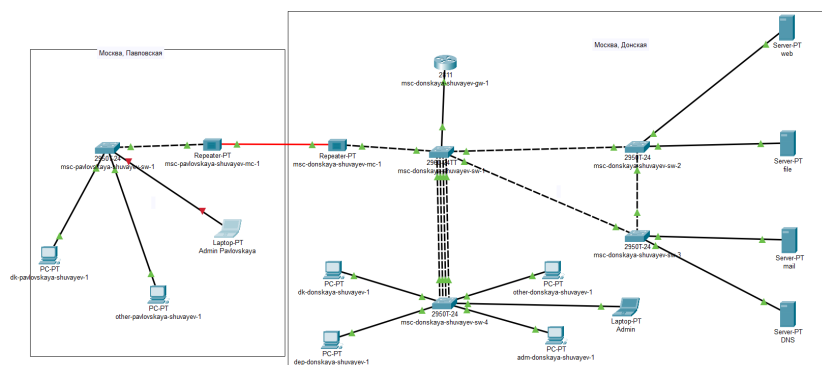 Москва, Павловская
Москва, Донская
2811
msc-donskaya-shuvayev-gw-1
Server-PT
web
2950T-24
msc-pavlovskaya-shuvayev-sw-1
Repeater-PT
msc-pavlovskaya-shuvayev-mc-1
Repeater-PT
msc-donskaya-shuvayev-mc-1
msc-donskaya-shuvayev-sw-1
2950T-24
msc-donskaya-shuvayev-sw-2
Server-PT
file
Laptop-PT
Admin Pavlovskaya
2950T-24
msc-donskaya-shuvayev-sw-3
Server-PT
mail
PC-PT
dk-pavlovskaya-shuvayev-1
PC-PT
other-pavlovskaya-shuvayev-1
PC-PT
dk-donskaya-shuvayev-1
PC-PT
other-donskaya-shuvayev-1
2950T-24
msc-donskaya-shuvayev-sw-4
Laptop-PT
Admin
Server-PT
DNS
PC-PT
dep-donskaya-shuvayev-1
PC-PT
adm-donskaya-shuvayev-1